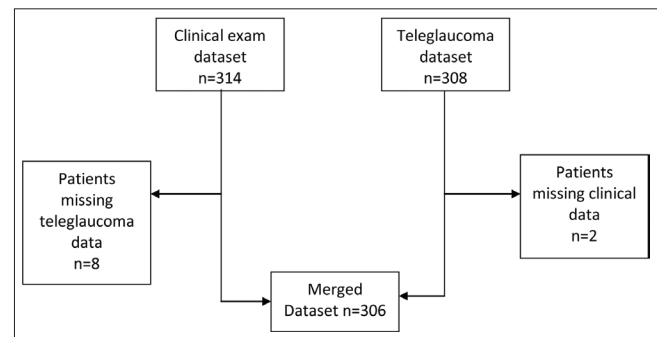 Clinical exam
dataset
n=314
Teleglaucoma
dataset
n=308
Patients
missing
teleglaucoma
data
n=8
Patients
missing clinical
data
n=2
Merged
Dataset n=306